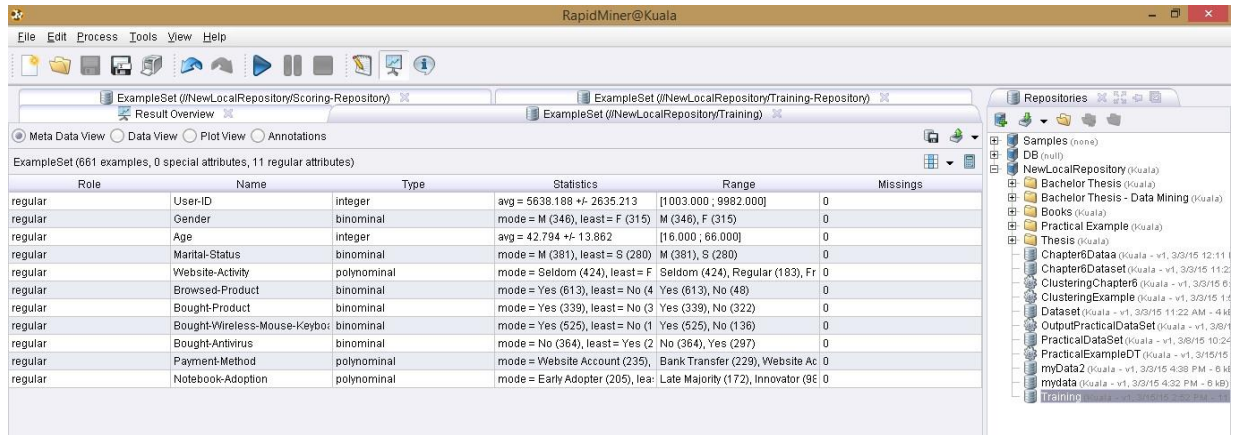 RapidMiner@Kuala
File Edit Process Tools View Help
ExampleSet (//NewLocalRepository/Scoring-Repository)
ExampleSet (//NewLocalRepository/Training-Repository)
Result Overview
ExampleSet (//NewLocalRepository/Training)
Meta Data View Data View Plot View Annotations
ExampleSet (661 examples, 0 special attributes, 11 regular attributes)
Role Name Type Statistics Range Missings
regular User-ID integer avg = 5638.188 +/- 2635.213 [1003.000 ; 9982.000] 0
regular Gender binominal mode = M (346), least = F (315) M (346), F (315) 0
regular Age integer avg = 42.794 +/- 13.862 [16.000 ; 66.000] 0
regular Marital-Status binominal mode = M (381), least = S (280) M (381), S (280) 0
regular Website-Activity polynominal mode = Seldom (424), least = F Seldom (424), Regular (183), Fr 0
regular Browsed-Product binominal mode = Yes (613), least = No (4 Yes (613), No (48) 0
regular Bought-Product binominal mode = Yes (339), least = No (3 Yes (339), No (322) 0
regular Bought-Wireless-Mouse-Keyboa binominal mode = Yes (525), least = No (1 Yes (525), No (136) 0
regular Bought-Antivirus binominal mode = No (364), least = Yes (2 No (364), Yes (297) 0
regular Payment-Method polynominal mode = Website Account (235), Bank Transfer (229), Website Ac 0
regular Notebook-Adoption polynominal mode = Early Adopter (205), lea Late Majority (172), Innovator (98 0
Repositories
Samples (none)
DB (null)
NewLocalRepository (Kuala)
Bachelor Thesis (Kuala)
Bachelor Thesis - Data Mining (Kuala)
Books (Kuala)
Practical Example (Kuala)
Thesis (Kuala)
Chapter6Dataa (Kuala - v1, 3/3/15 12:11
Chapter6Dataset (Kuala - v1, 3/3/15 11:2
ClusteringChapter6 (Kuala - v1, 3/3/15 6:
ClusteringExample (Kuala - v1, 3/3/15 1:
Dataset (Kuala - v1, 3/3/15 11:22 AM - 4 k
OutputPracticalDataSet (Kuala - v1, 3/8/1
PracticalDataSet (Kuala - v1, 3/8/15 10:24
PracticalExampleDT (Kuala - v1, 3/15/15
myData2 (Kuala - v1, 3/3/15 4:38 PM - 6 k
mydata (Kuala - v1, 3/3/15 4:32 PM - 6 kB)
Training (Kuala - v1, 3/15/15 2:52 PM - 11